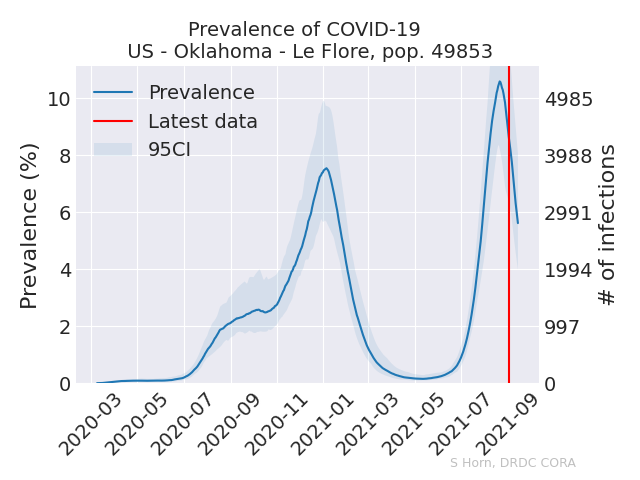 Prevalence of COVID-19
US - Oklahoma - Le Flore, pop. 49853
Prevalence
Latest data
95CI
Prevalence (%)
10
8
6
4
2
0
4985
3988
2991
1994
997
0
# of infections
2020-03
2020-05
2020-07
2020-09
2020-11
2021-01
2021-03
2021-05
2021-07
2021-09
S Horn, DRDC CORA